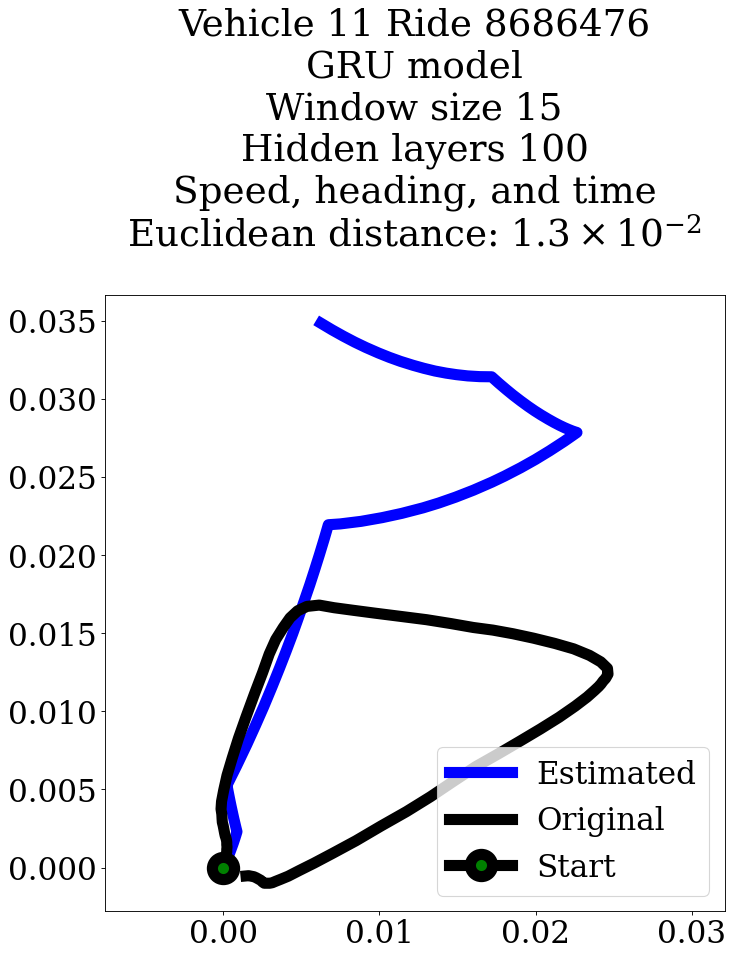 Vehicle 11 Ride 8686476
GRU model
Window size 15
Hidden layers 100
Speed, heading, and time
Euclidean distance: 1.3 × 10⁻²
0.035
0.030
0.025
0.020
0.015
0.010
0.005
0.000
Estimated
Original
Start
0.00 0.01 0.02 0.03